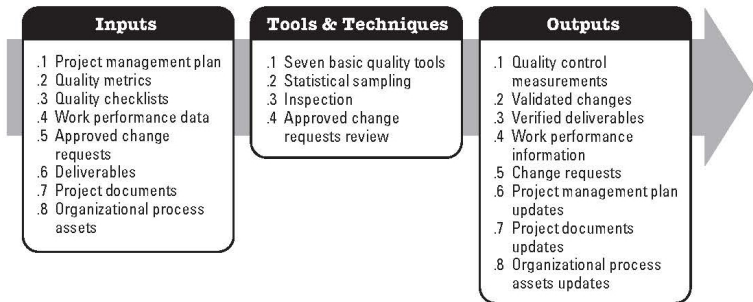 Inputs
.1 Project management plan
.2 Quality metrics
.3 Quality checklists
.4 Work performance data
.5 Approved change
requests
.6 Deliverables
.7 Project documents
.8 Organizational process
assets
Tools & Techniques
.1 Seven basic quality tools
.2 Statistical sampling
.3 Inspection
.4 Approved change
requests review
Outputs
.1 Quality control
measurements
.2 Validated changes
.3 Verified deliverables
.4 Work performance
information
.5 Change requests
.6 Project management plan
updates
.7 Project documents
updates
.8 Organizational process
assets updates